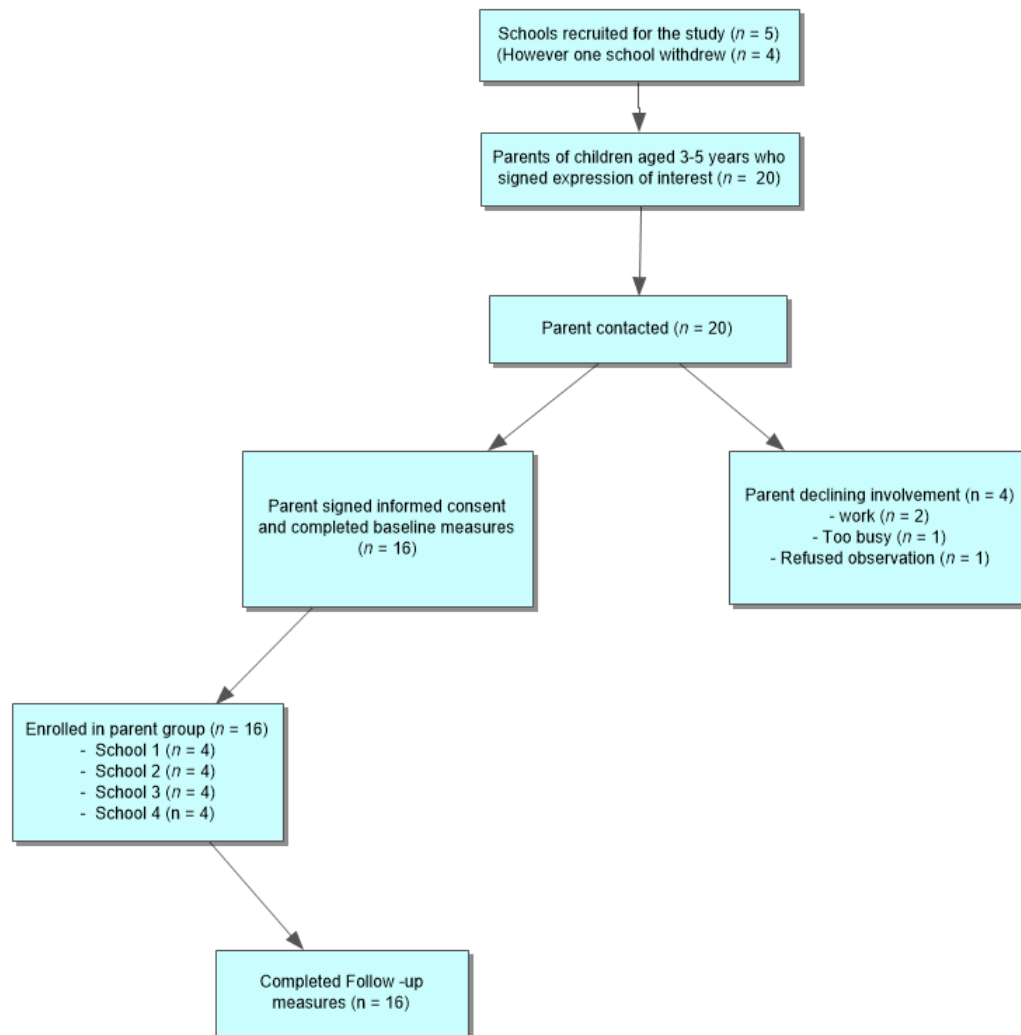 Schools recruited for the study (n = 5)
(However one school withdrew (n = 4)
Parents of children aged 3-5 years who
signed expression of interest (n =  20)
Parent contacted (n = 20)
Parent signed informed consent
and completed baseline measures
(n = 16)
Parent declining involvement (n = 4)
- work (n = 2)
- Too busy (n = 1)
- Refused observation (n = 1)
Enrolled in parent group (n = 16)
-  School 1 (n = 4)
-  School 2 (n = 4)
-  School 3 (n = 4)
-  School 4 (n = 4)
Completed Follow -up
measures (n = 16)